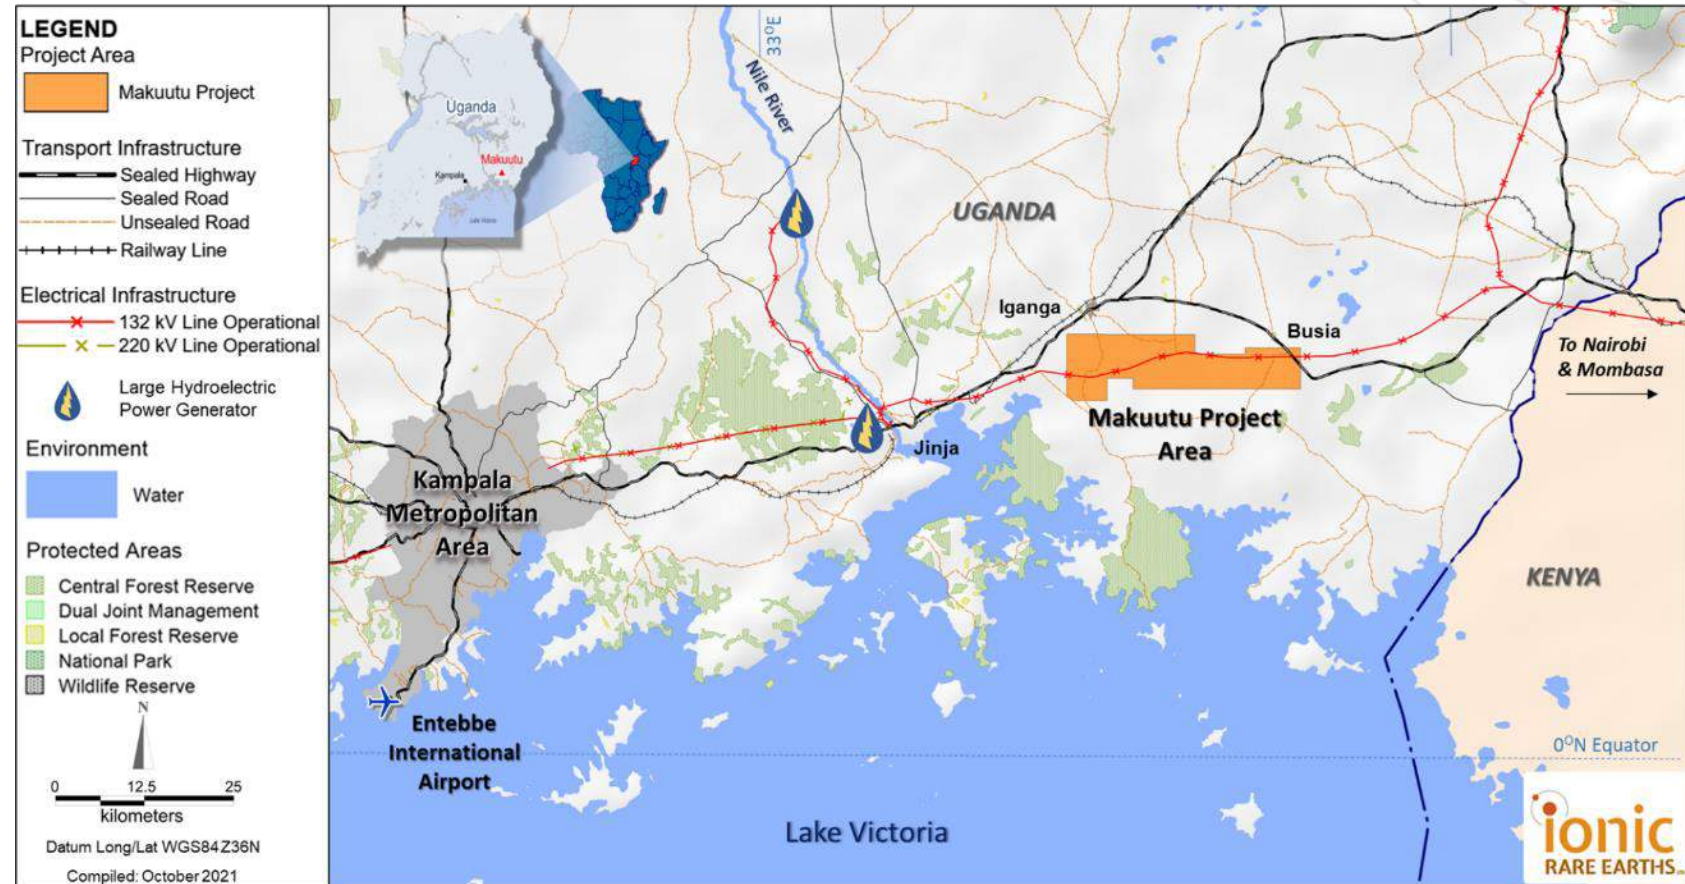 LEGEND
Project Area
Makuutu Project
Transport Infrastructure
Sealed Highway
Sealed Road
Unsealed Road
Railway Line
Electrical Infrastructure
132 kV Line Operational
220 kV Line Operational
Large Hydroelectric
Power Generator
Environment
Water
Protected Areas
Central Forest Reserve
Dual Joint Management
Local Forest Reserve
National Park
Wildlife Reserve
N
0 12.5 25
kilometers
Datum Long/Lat WGS84Z36N
Compiled: October 2021
Uganda
Makuutu
Kampala
Lake Victoria
Nile River
33°E
UGANDA
Iganga
Busia
To Nairobi
& Mombasa
Makuutu Project
Area
Jinja
Kampala
Metropolitan
Area
KENYA
Entebbe
International
Airport
0°N Equator
Lake Victoria
ionic
RARE EARTHS